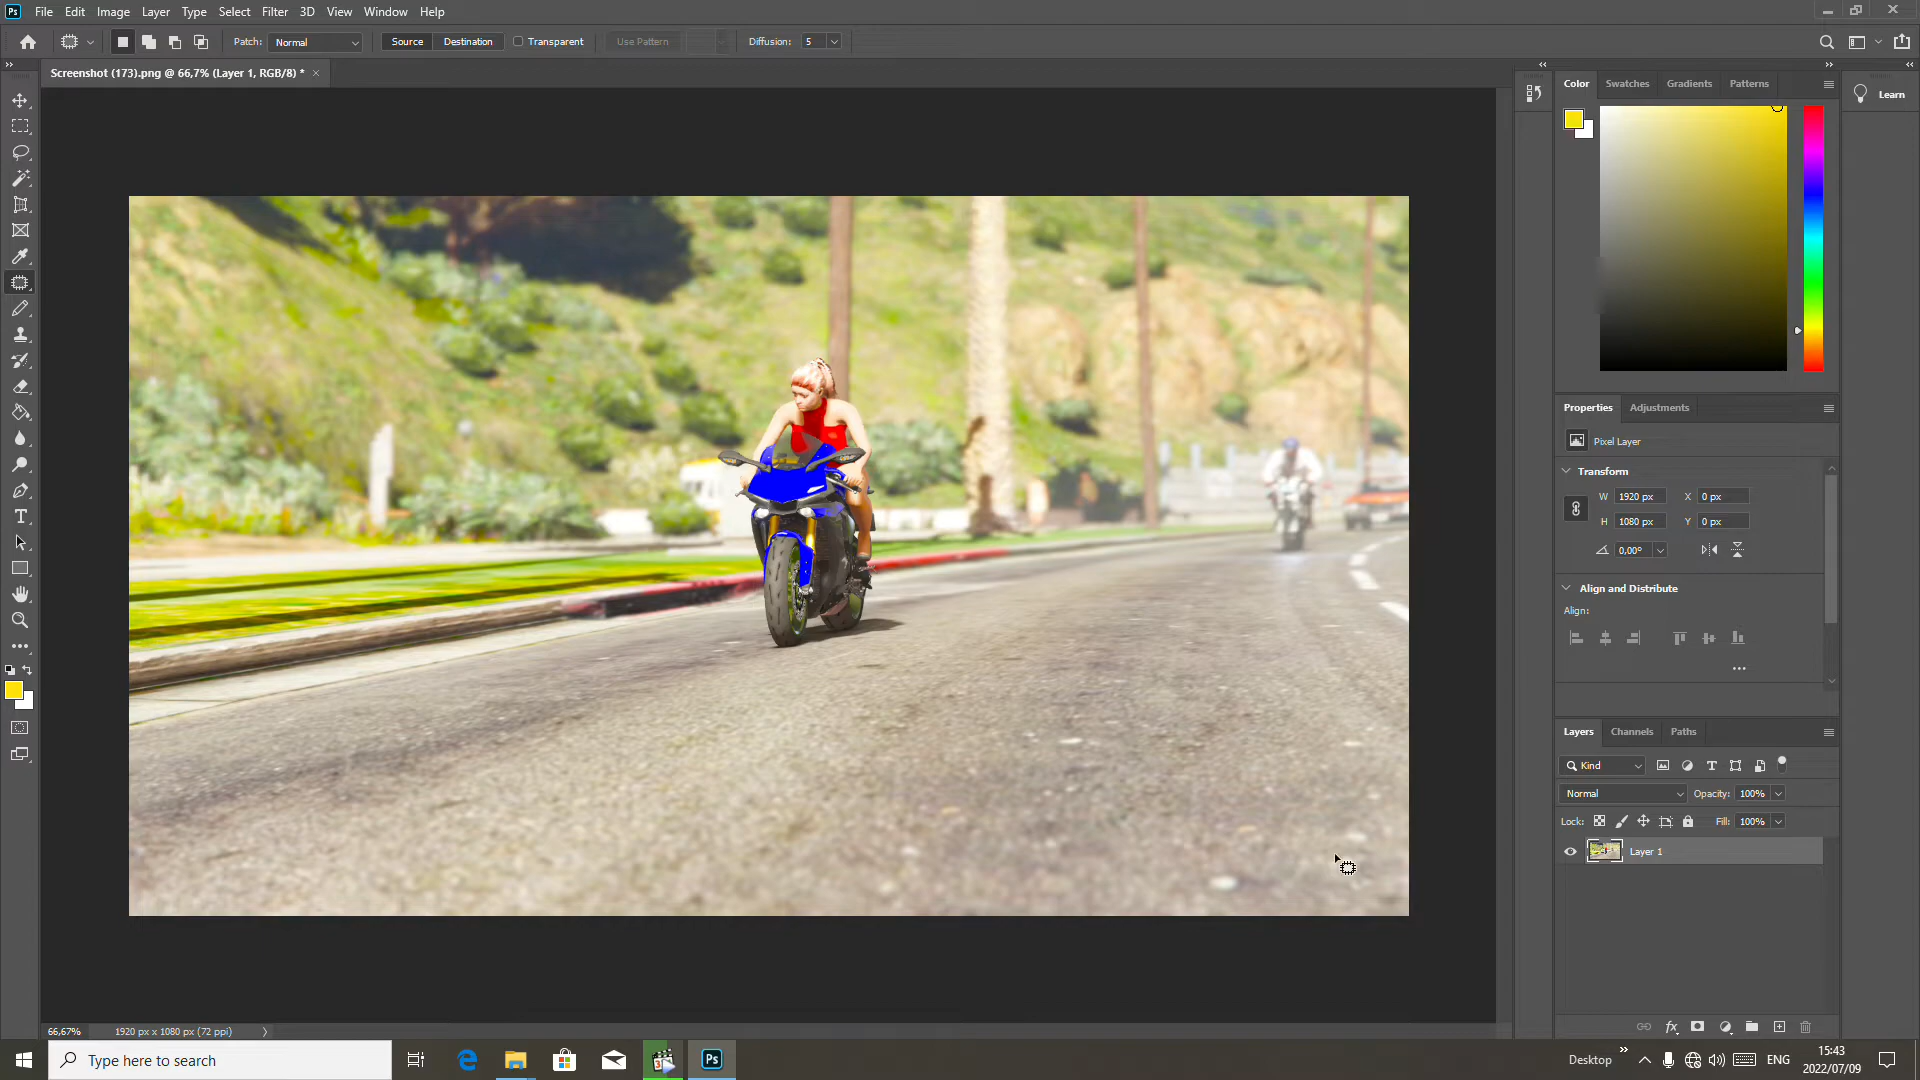 Ps File Edit Image Layer Type Select Filter 3D View Window Help
Patch: Normal Source Destination Transparent Use Pattern Diffusion: 5
Screenshot (173).png @ 66,7% (Layer 1, RGB/8) *
Color Swatches Gradients Patterns
Learn
Properties Adjustments
Pixel Layer
Transform
W 1920 px X 0 px
H 1080 px Y 0 px
0,00°
Align and Distribute
Align:
Layers Channels Paths
Kind
Normal Opacity: 100%
Lock: Fill: 100%
Layer 1
fx
66,67% 1920 px x 1080 px (72 ppi)
Type here to search
Ps
Desktop ENG
15:43
2022/07/09